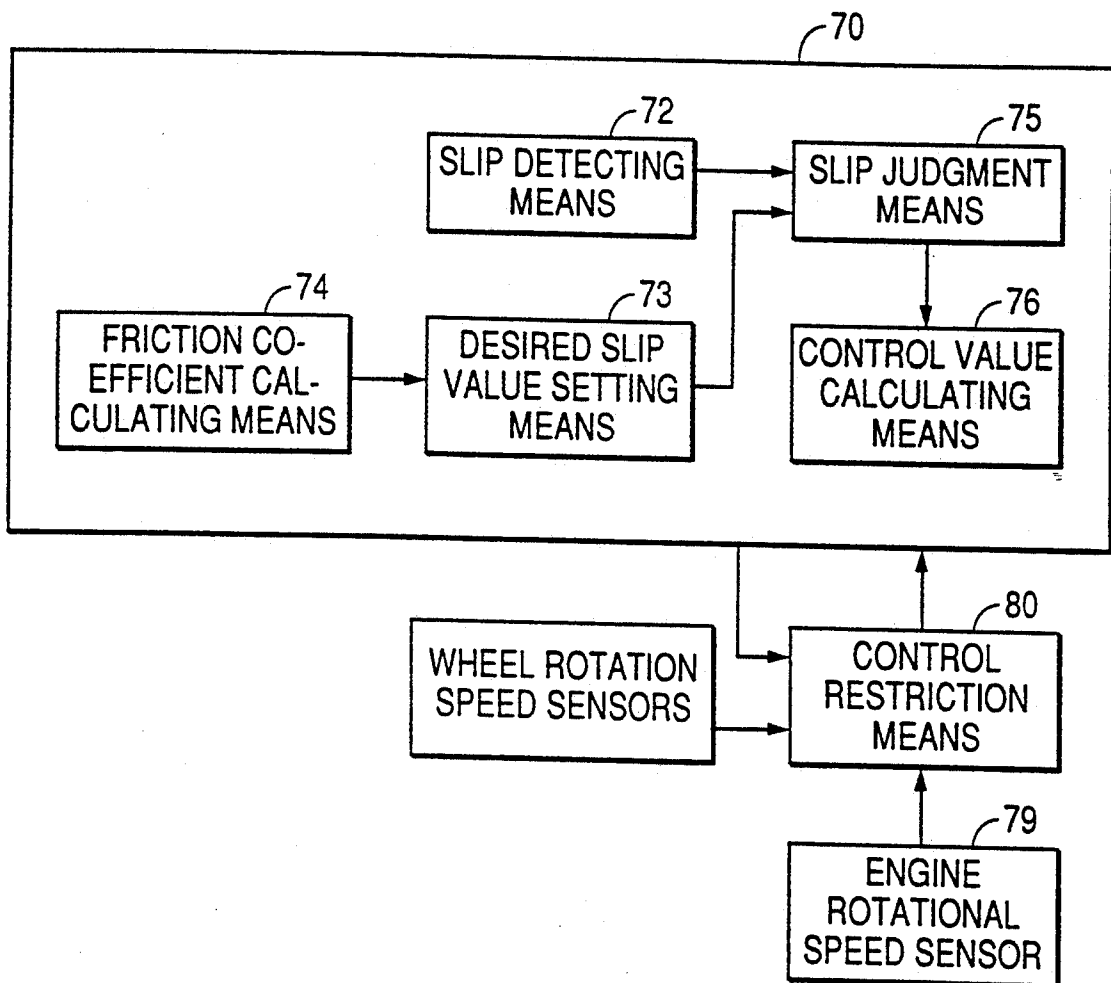 70
72
SLIP DETECTING
MEANS
75
SLIP JUDGMENT
MEANS
74
FRICTION CO-
EFFICIENT CAL-
CULATING MEANS
73
DESIRED SLIP
VALUE SETTING
MEANS
76
CONTROL VALUE
CALCULATING
MEANS
WHEEL ROTATION
SPEED SENSORS
80
CONTROL
RESTRICTION
MEANS
79
ENGINE
ROTATIONAL
SPEED SENSOR